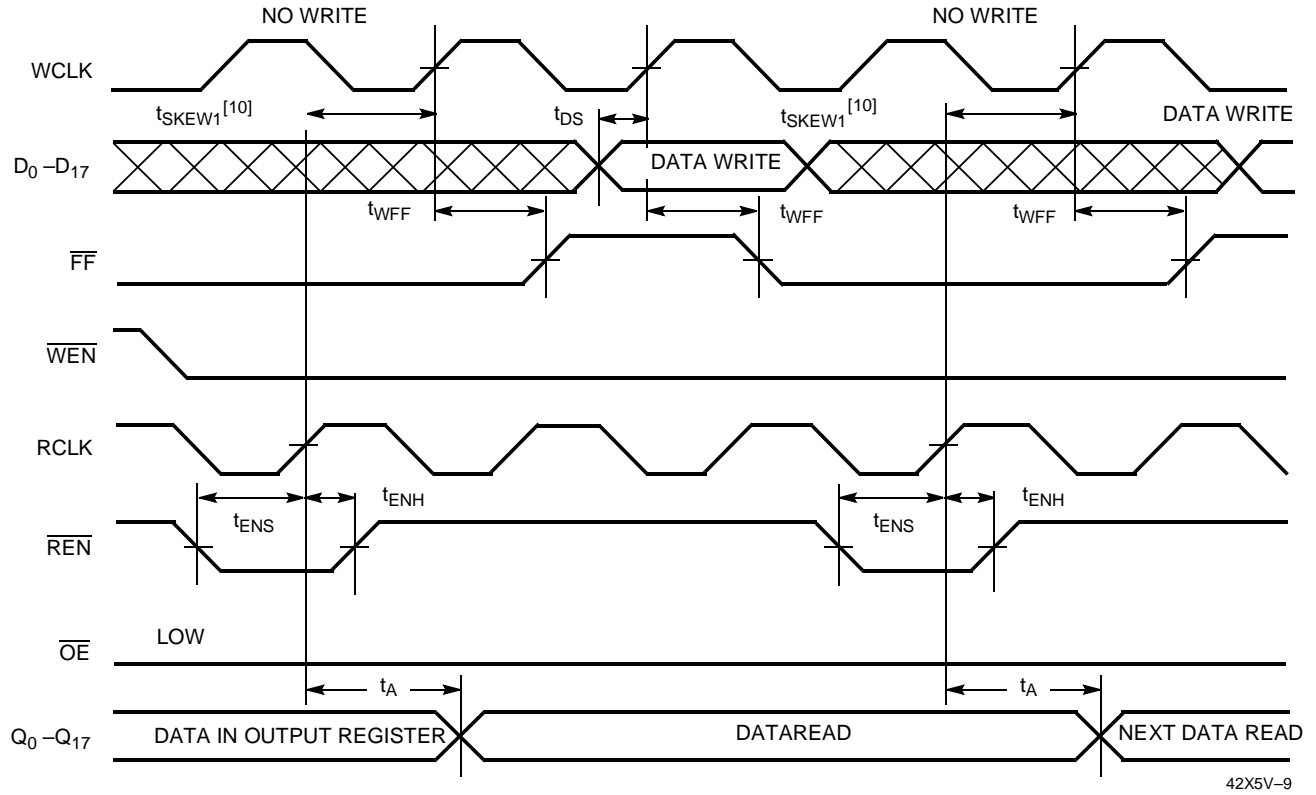 NO WRITE NO WRITE
WCLK
tSKEW1[10] tDS tSKEW1[10] DATA WRITE
D0 –D17 DATA WRITE
tWFF tWFF tWFF
FF
WEN
RCLK
tENH tENH
tENS tENS
REN
LOW
OE
tA tA
Q0 –Q17 DATA IN OUTPUT REGISTER DATAREAD NEXT DATA READ
42X5V–9